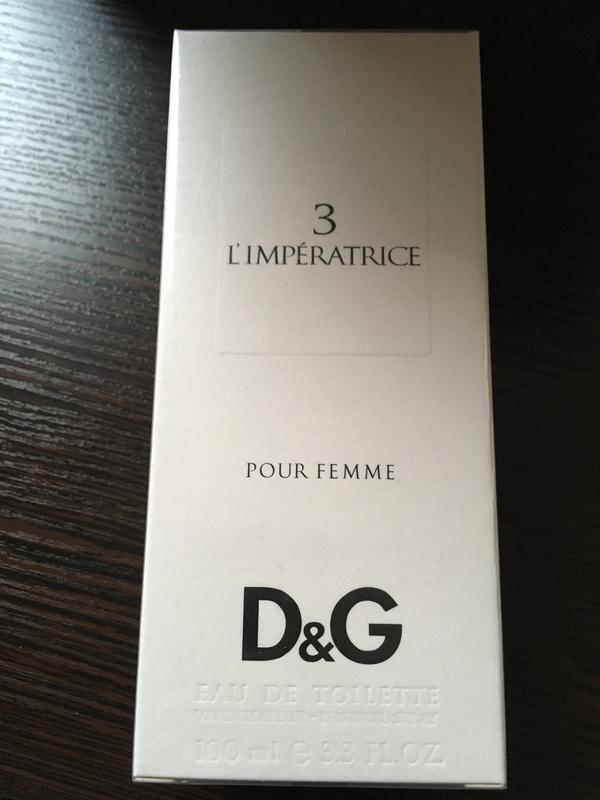 3
L'IMPÉRATRICE
POUR FEMME
D&G
EAU DE TOILETTE
VAPORISATEUR - NATURAL SPRAY
100 ml ℮ 3.3 FL.OZ